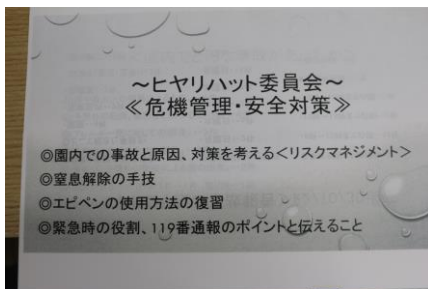 ～ヒヤリハット委員会～
≪危機管理・安全対策≫
◎園内での事故と原因、対策を考える＜リスクマネジメント＞
◎窒息解除の手技
◎エピペンの使用方法の復習
◎緊急時の役割、119番通報のポイントと伝えること